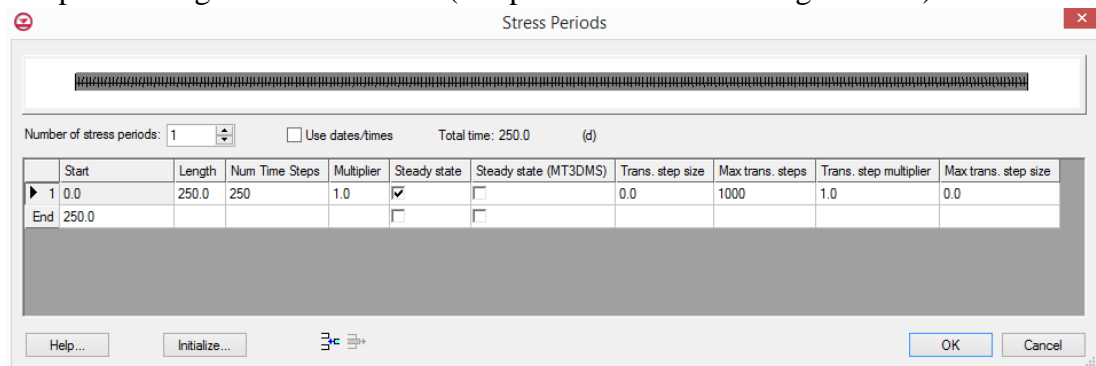 Stress Periods
Number of stress periods: 1 Use dates/times Total time: 250.0 (d)
Start Length Num Time Steps Multiplier Steady state Steady state (MT3DMS) Trans. step size Max trans. steps Trans. step multiplier Max trans. step size
1 0.0 250.0 250 1.0 0.0 1000 1.0 0.0
End 250.0
Help... Initialize... OK Cancel